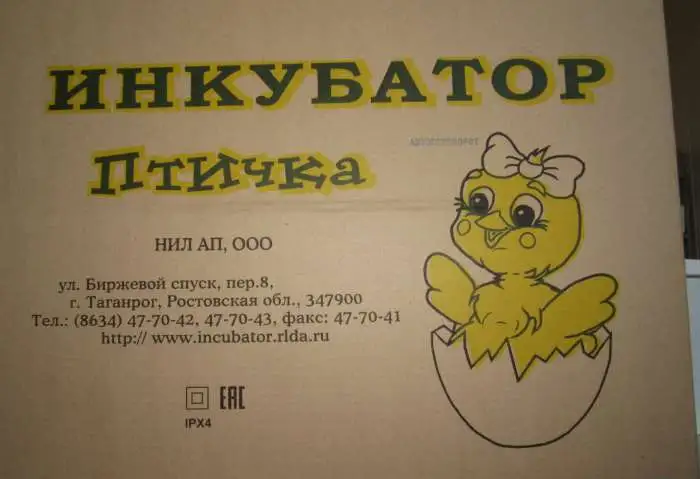 ИНКУБАТОР
АВТОПЕРЕВОРОТ
Птичка
НИЛ АП, ООО
ул. Биржевой спуск, пер.8,
г. Таганрог, Ростовская обл., 347900
Тел.: (8634) 47-70-42, 47-70-43, факс: 47-70-41
http:// www.incubator.rlda.ru
EAC
IPX4